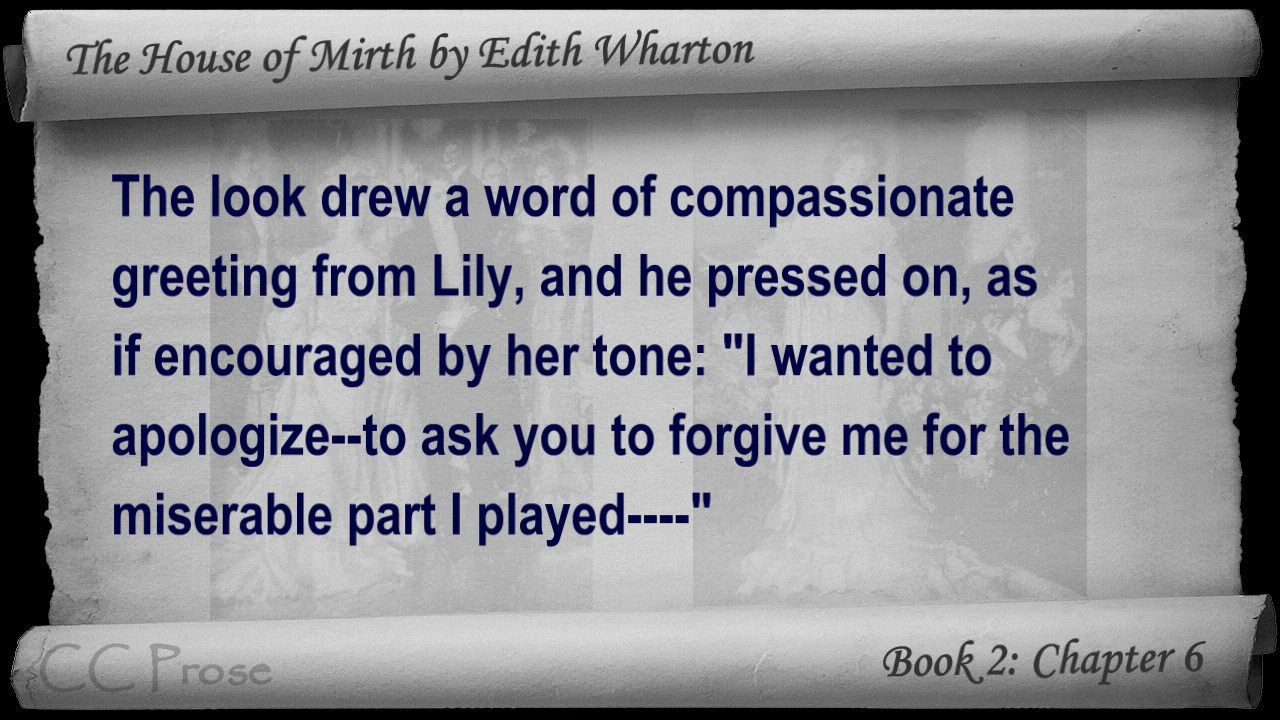 The House of Mirth by Edith Wharton
The look drew a word of compassionate
greeting from Lily, and he pressed on, as
if encouraged by her tone: "I wanted to
apologize--to ask you to forgive me for the
miserable part I played----"
CC Prose
Book 2: Chapter 6